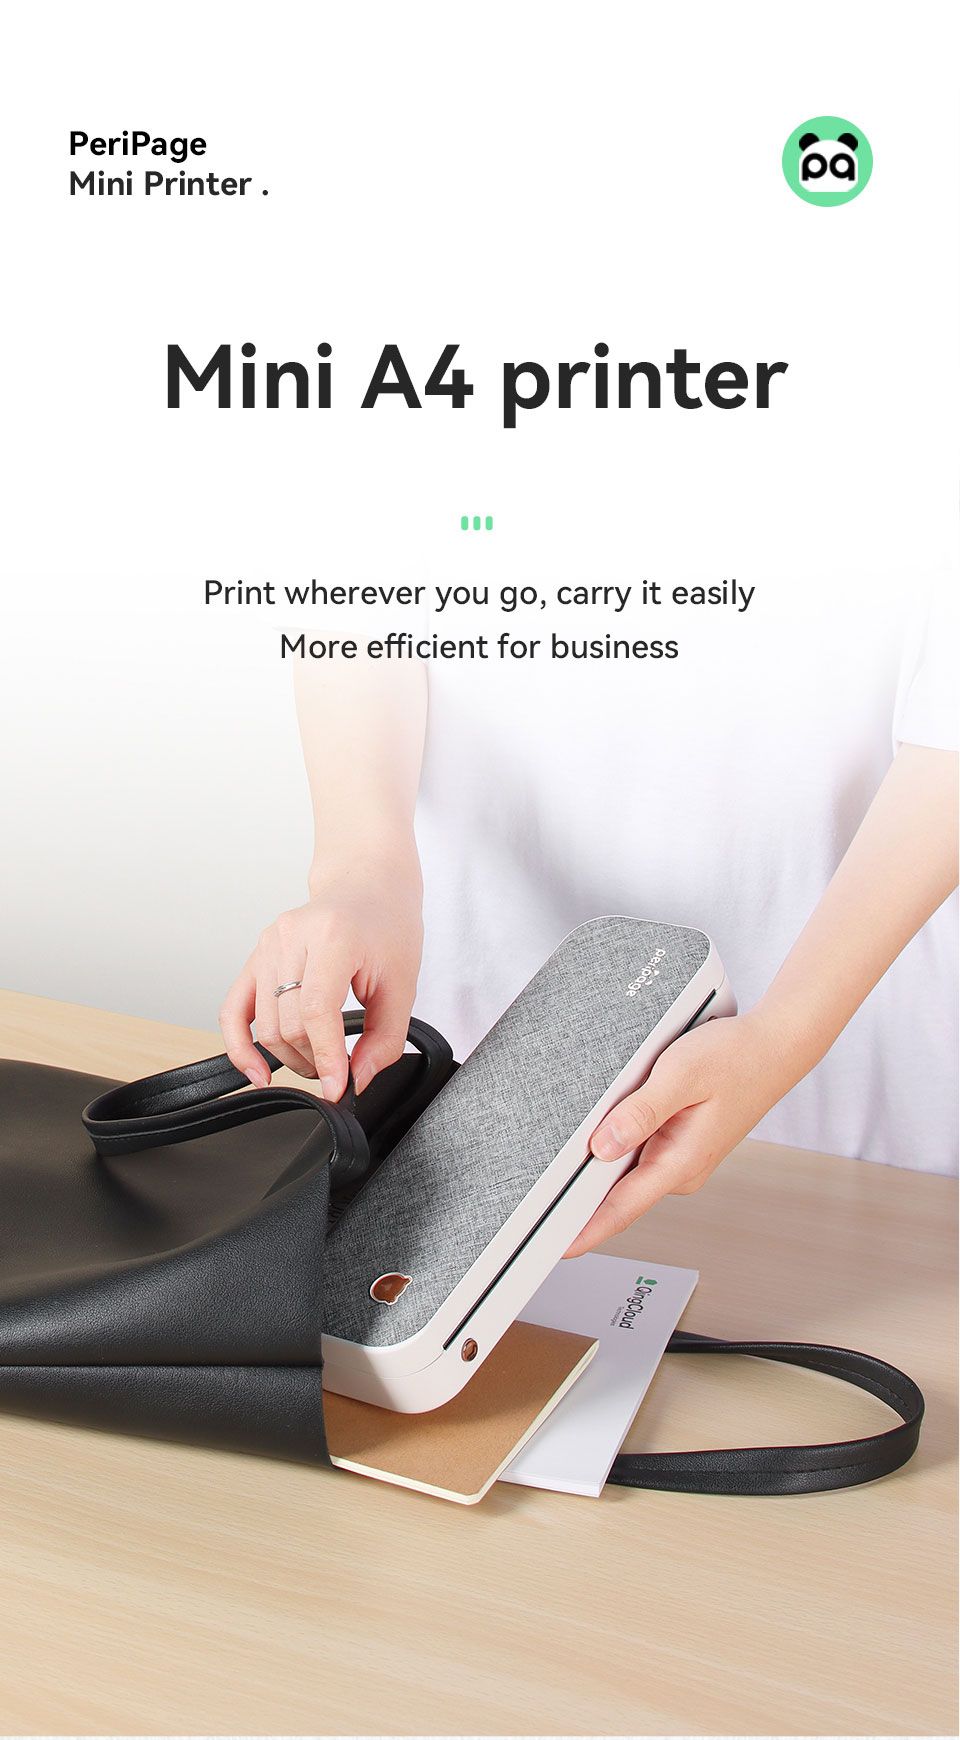 PeriPage
Mini Printer .
pq
Mini A4 printer
Print wherever you go, carry it easily
More efficient for business
peripage
QingCloud